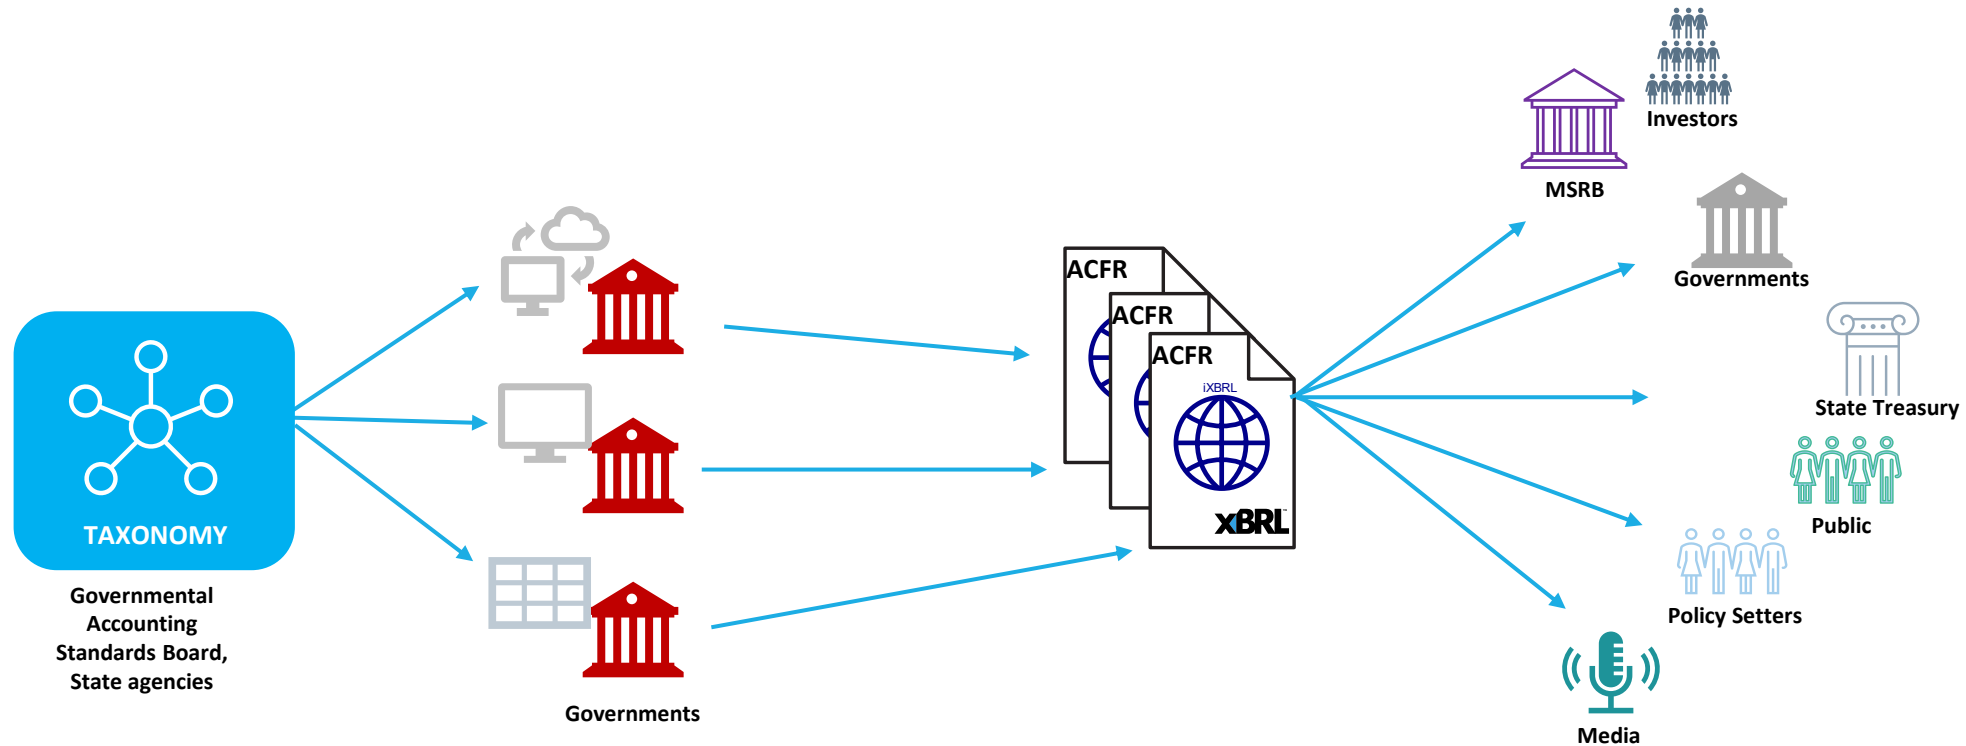 TAXONOMY
Governmental
Accounting
Standards Board,
State agencies
Governments
ACFR
ACFR
ACFR
iXBRL
XBRL
Investors
MSRB
Governments
State Treasury
Public
Policy Setters
Media